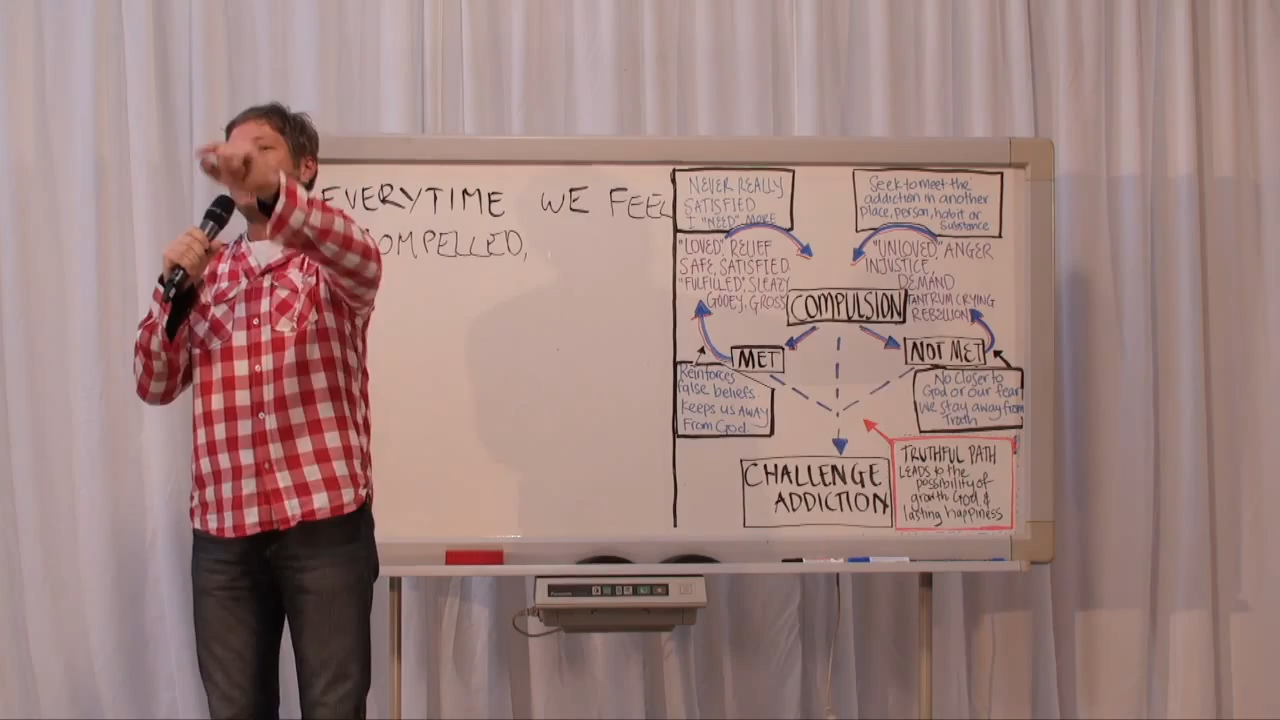 EVERYTIME WE FEEL
COMPELLED,
NEVER REALLY
SATISFIED
I "NEED" MORE
Seek to meet the
addiction in another
place, person, habit or
Substance
"LOVED", RELIEF
SAFE, SATISFIED
"FULFILLED", SLEAZY
GOOEY, GROSS
"UNLOVED", ANGER
INJUSTICE,
DEMAND
TANTRUM CRYING
REBELLION
COMPULSION
MET
NOT MET
Reinforces
false beliefs
keeps us AWAY
From God
No closer to
God or our fear
We stay away from
Truth
CHALLENGE
ADDICTION
TRUTHFUL PATH
LEADS to the
possibility of
growth God &
lasting happiness
Panasonic